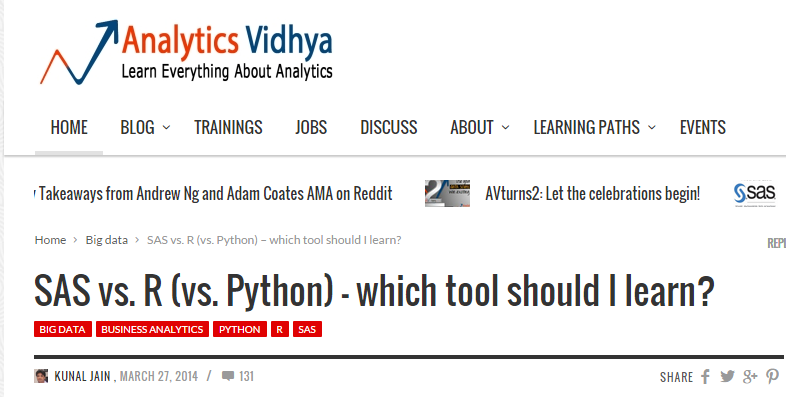 Analytics Vidhya
Learn Everything About Analytics
HOME BLOG TRAININGS JOBS DISCUSS ABOUT LEARNING PATHS EVENTS
Takeaways from Andrew Ng and Adam Coates AMA on Reddit AVturns2: Let the celebrations begin! sas
Home › Big data › SAS vs. R (vs. Python) – which tool should I learn?
SAS vs. R (vs. Python) - which tool should I learn?
BIG DATA BUSINESS ANALYTICS PYTHON R SAS
KUNAL JAIN , MARCH 27, 2014 / 131 SHARE